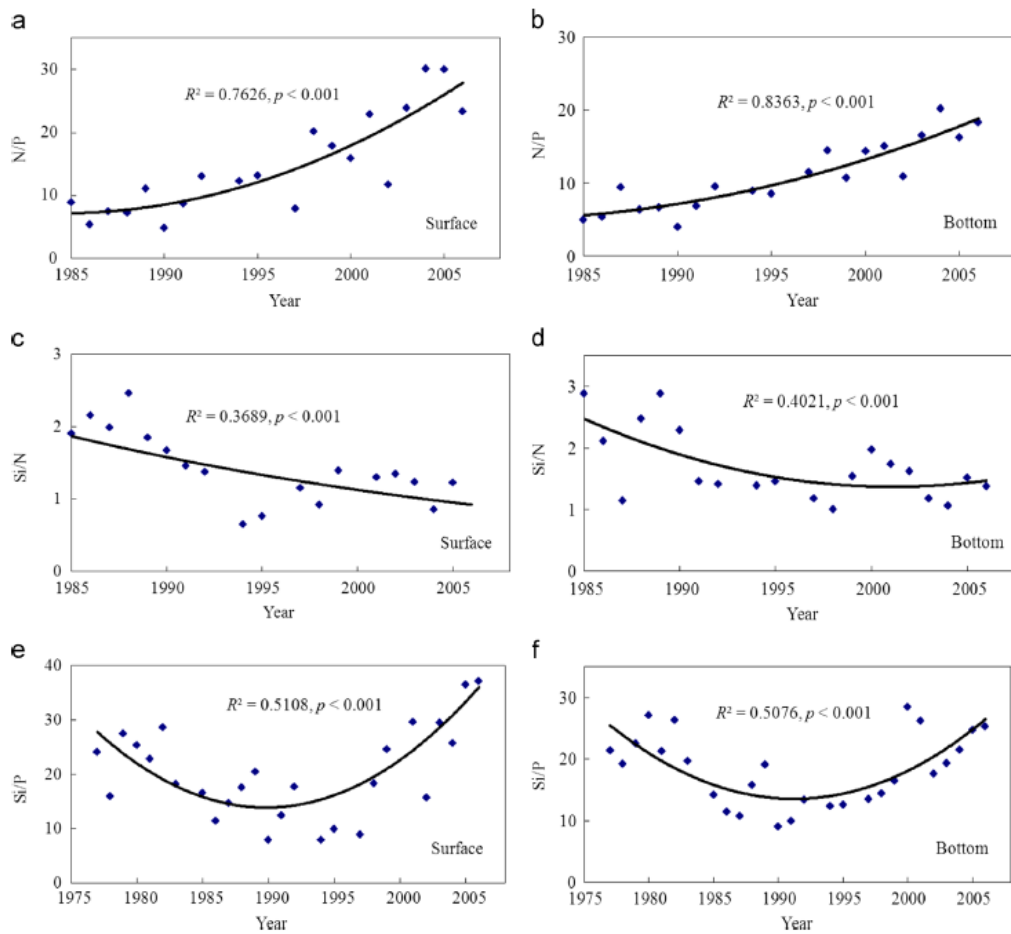 a
30
20
10
0
N/P
R² = 0.7626, p < 0.001
Surface
1985 1990 1995 2000 2005
Year
b
30
20
10
0
N/P
R² = 0.8363, p < 0.001
Bottom
1985 1990 1995 2000 2005
Year
c
3
2
1
0
Si/N
R² = 0.3689, p < 0.001
Surface
1985 1990 1995 2000 2005
Year
d
3
2
1
0
Si/N
R² = 0.4021, p < 0.001
Bottom
1985 1990 1995 2000 2005
Year
e
40
30
20
10
0
Si/P
R² = 0.5108, p < 0.001
Surface
1975 1980 1985 1990 1995 2000 2005
Year
f
30
20
10
0
Si/P
R² = 0.5076, p < 0.001
Bottom
1975 1980 1985 1990 1995 2000 2005
Year